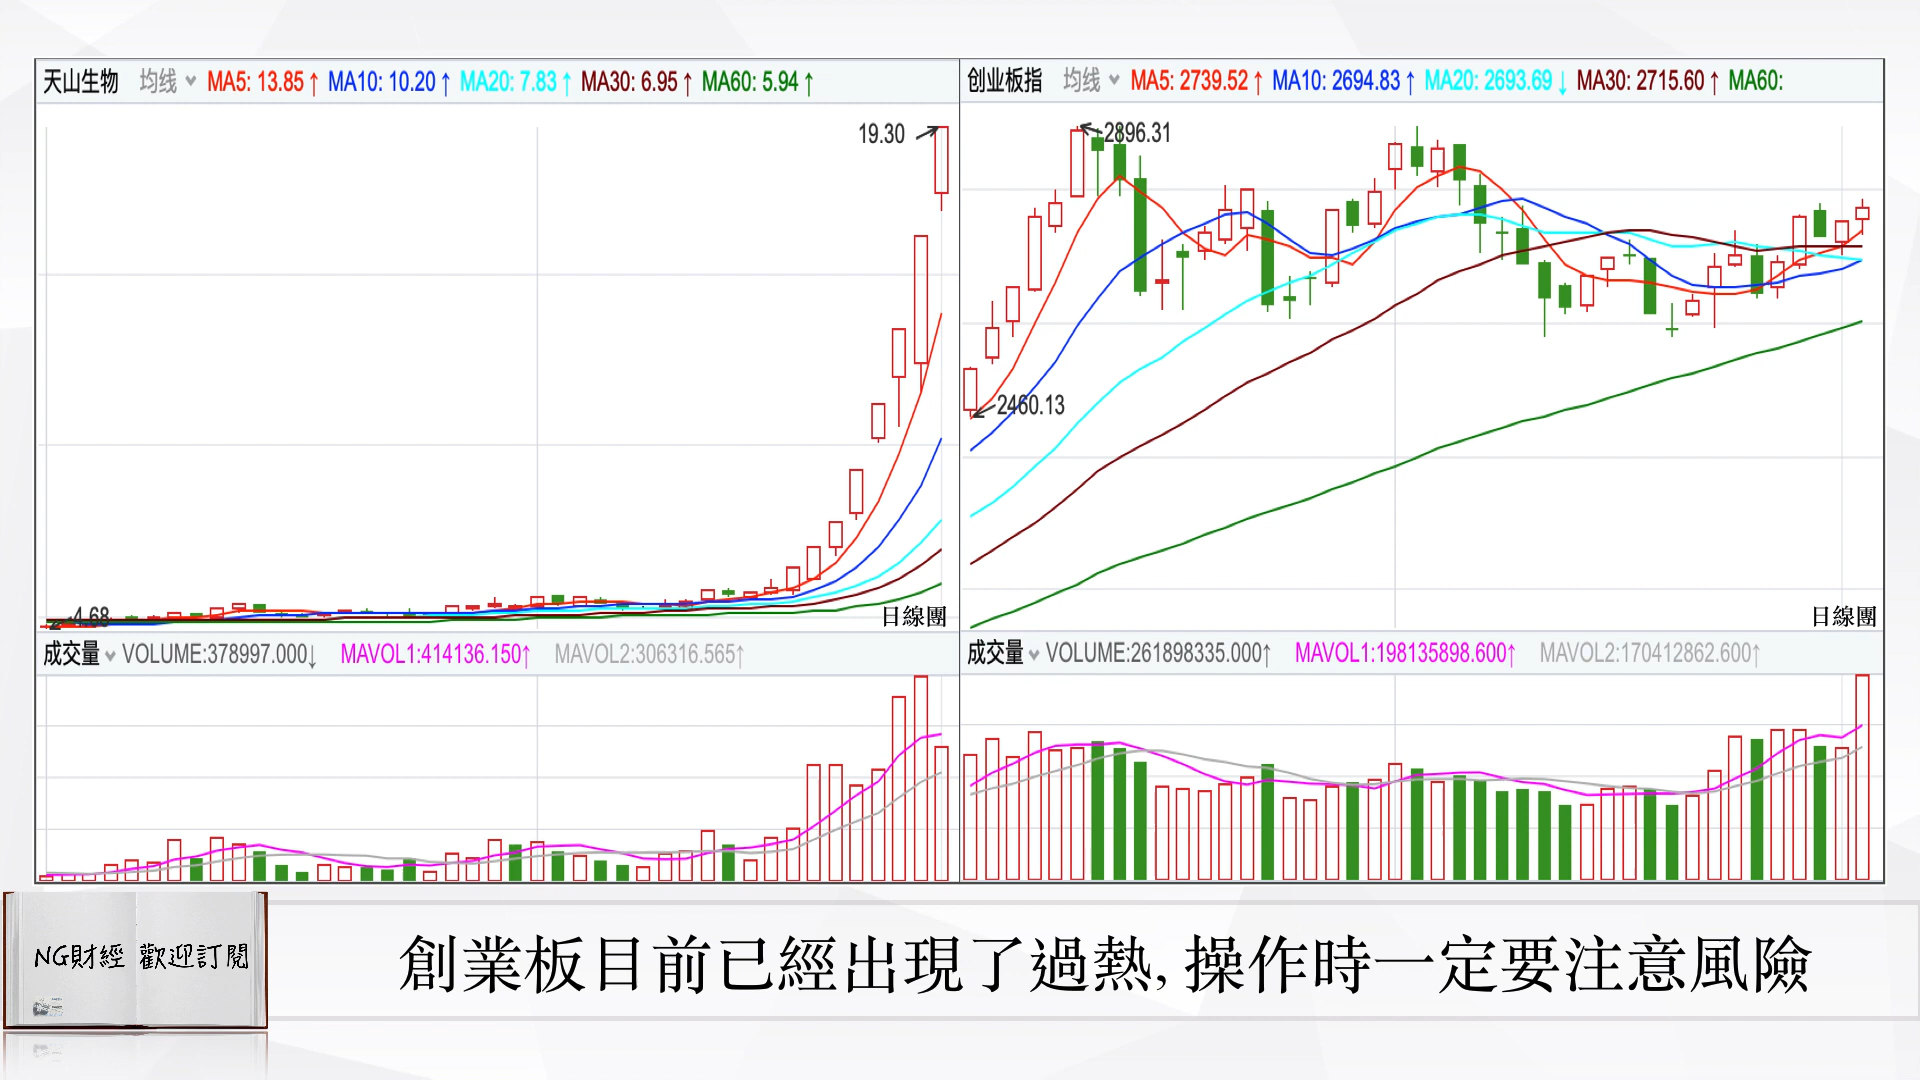 天山生物 均线 MA5: 13.85↑ MA10: 10.20↑ MA20: 7.83↑ MA30: 6.95↑ MA60: 5.94↑
19.30
4.68
日線團
成交量 VOLUME:378997.000↓ MAVOL1:414136.150↑ MAVOL2:306316.565↑
创业板指 均线 MA5: 2739.52↑ MA10: 2694.83↑ MA20: 2693.69↓ MA30: 2715.60↑ MA60:
2896.31
2460.13
日線團
成交量 VOLUME:261898335.000↑ MAVOL1:198135898.600↑ MAVOL2:170412862.600↑
NG財經 歡迎訂閱
創業板目前已經出現了過熱,操作時一定要注意風險